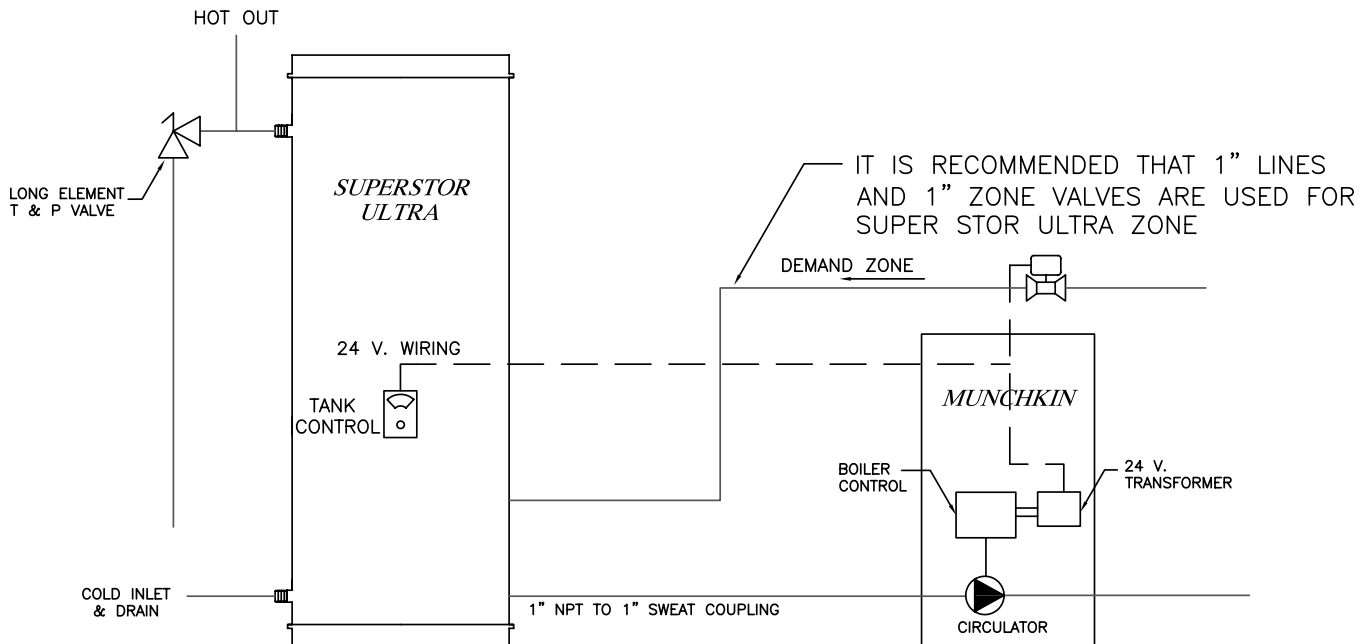 HOT OUT
LONG ELEMENT
T & P VALVE
SUPERSTOR
ULTRA
IT IS RECOMMENDED THAT 1” LINES
AND 1” ZONE VALVES ARE USED FOR
SUPER STOR ULTRA ZONE
DEMAND ZONE
24 V. WIRING
TANK
CONTROL
MUNCHKIN
BOILER
CONTROL
24 V.
TRANSFORMER
COLD INLET
& DRAIN
1” NPT TO 1” SWEAT COUPLING
CIRCULATOR